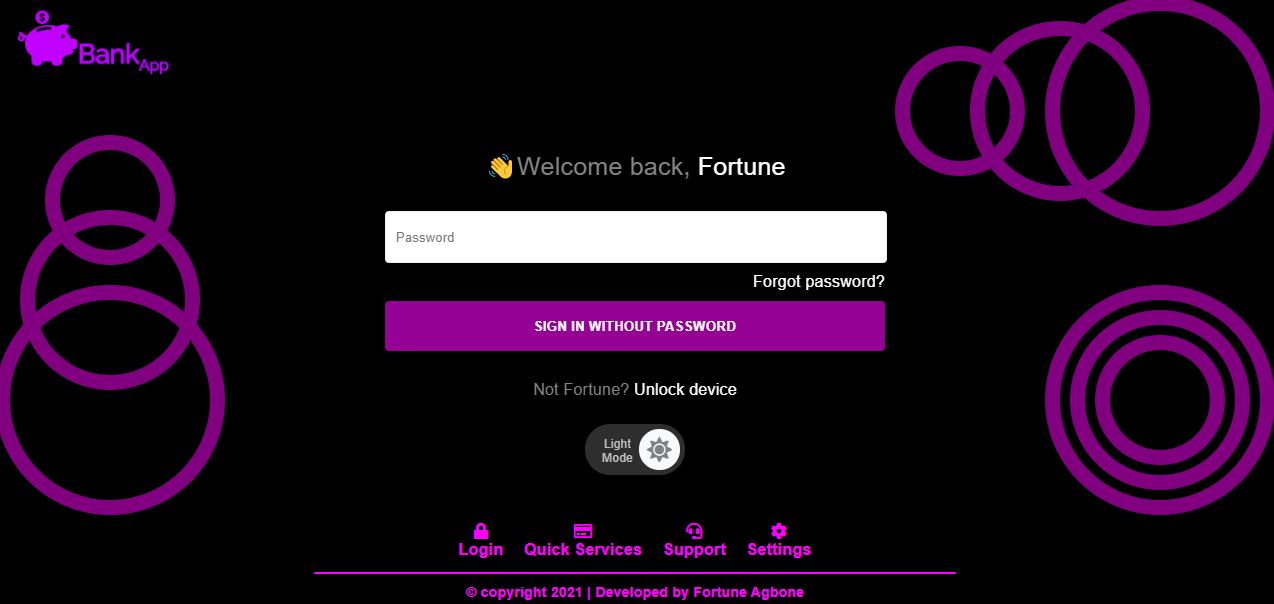 $
Bank App
👋Welcome back, Fortune
Password
Forgot password?
SIGN IN WITHOUT PASSWORD
Not Fortune? Unlock device
Light
Mode
Login Quick Services Support Settings
© copyright 2021 | Developed by Fortune Agbone